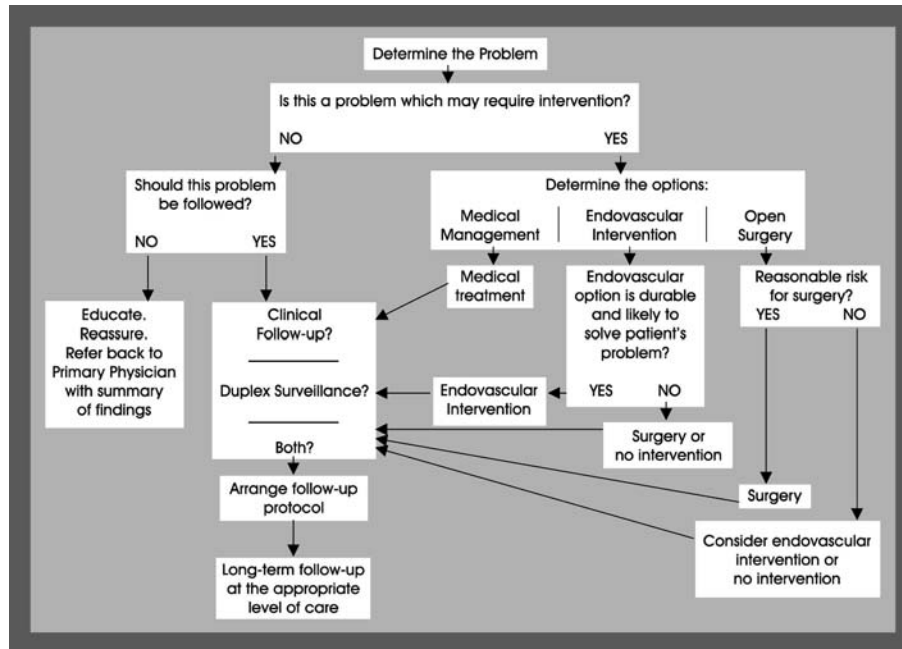 Determine the Problem
Is this a problem which may require intervention?
NO YES
Should this problem
be followed?
NO YES
Determine the options:
Medical
Management
Endovascular
Intervention
Open
Surgery
Educate.
Reassure.
Refer back to
Primary Physician
with summary
of findings
Clinical
Follow-up?
Duplex Surveillance?
Both?
Medical
treatment
Endovascular
option is durable
and likely to
solve patient's
problem?
YES NO
Reasonable risk
for surgery?
YES NO
Endovascular
Intervention
Surgery or
no intervention
Surgery
Consider endovascular
intervention or
no intervention
Arrange follow-up
protocol
Long-term follow-up
at the appropriate
level of care